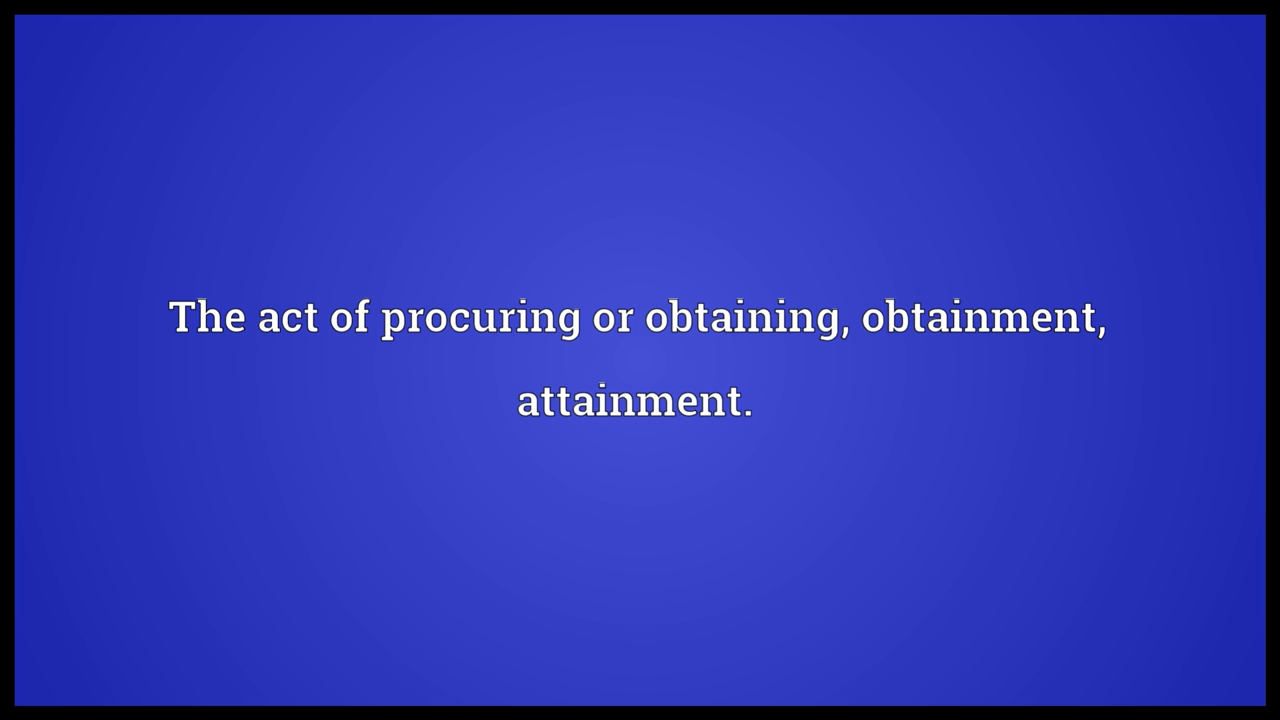 The act of procuring or obtaining, obtainment,
attainment.